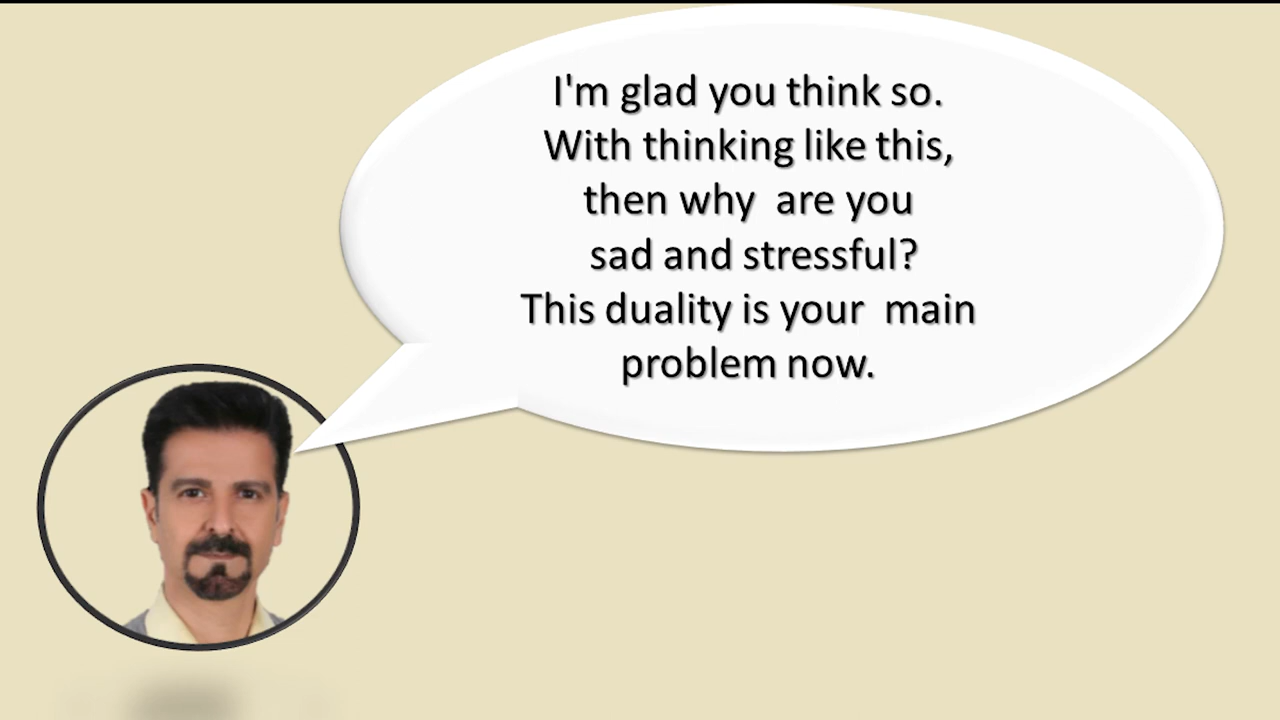 I'm glad you think so.
With thinking like this,
then why  are you
sad and stressful?
This duality is your  main
problem now.